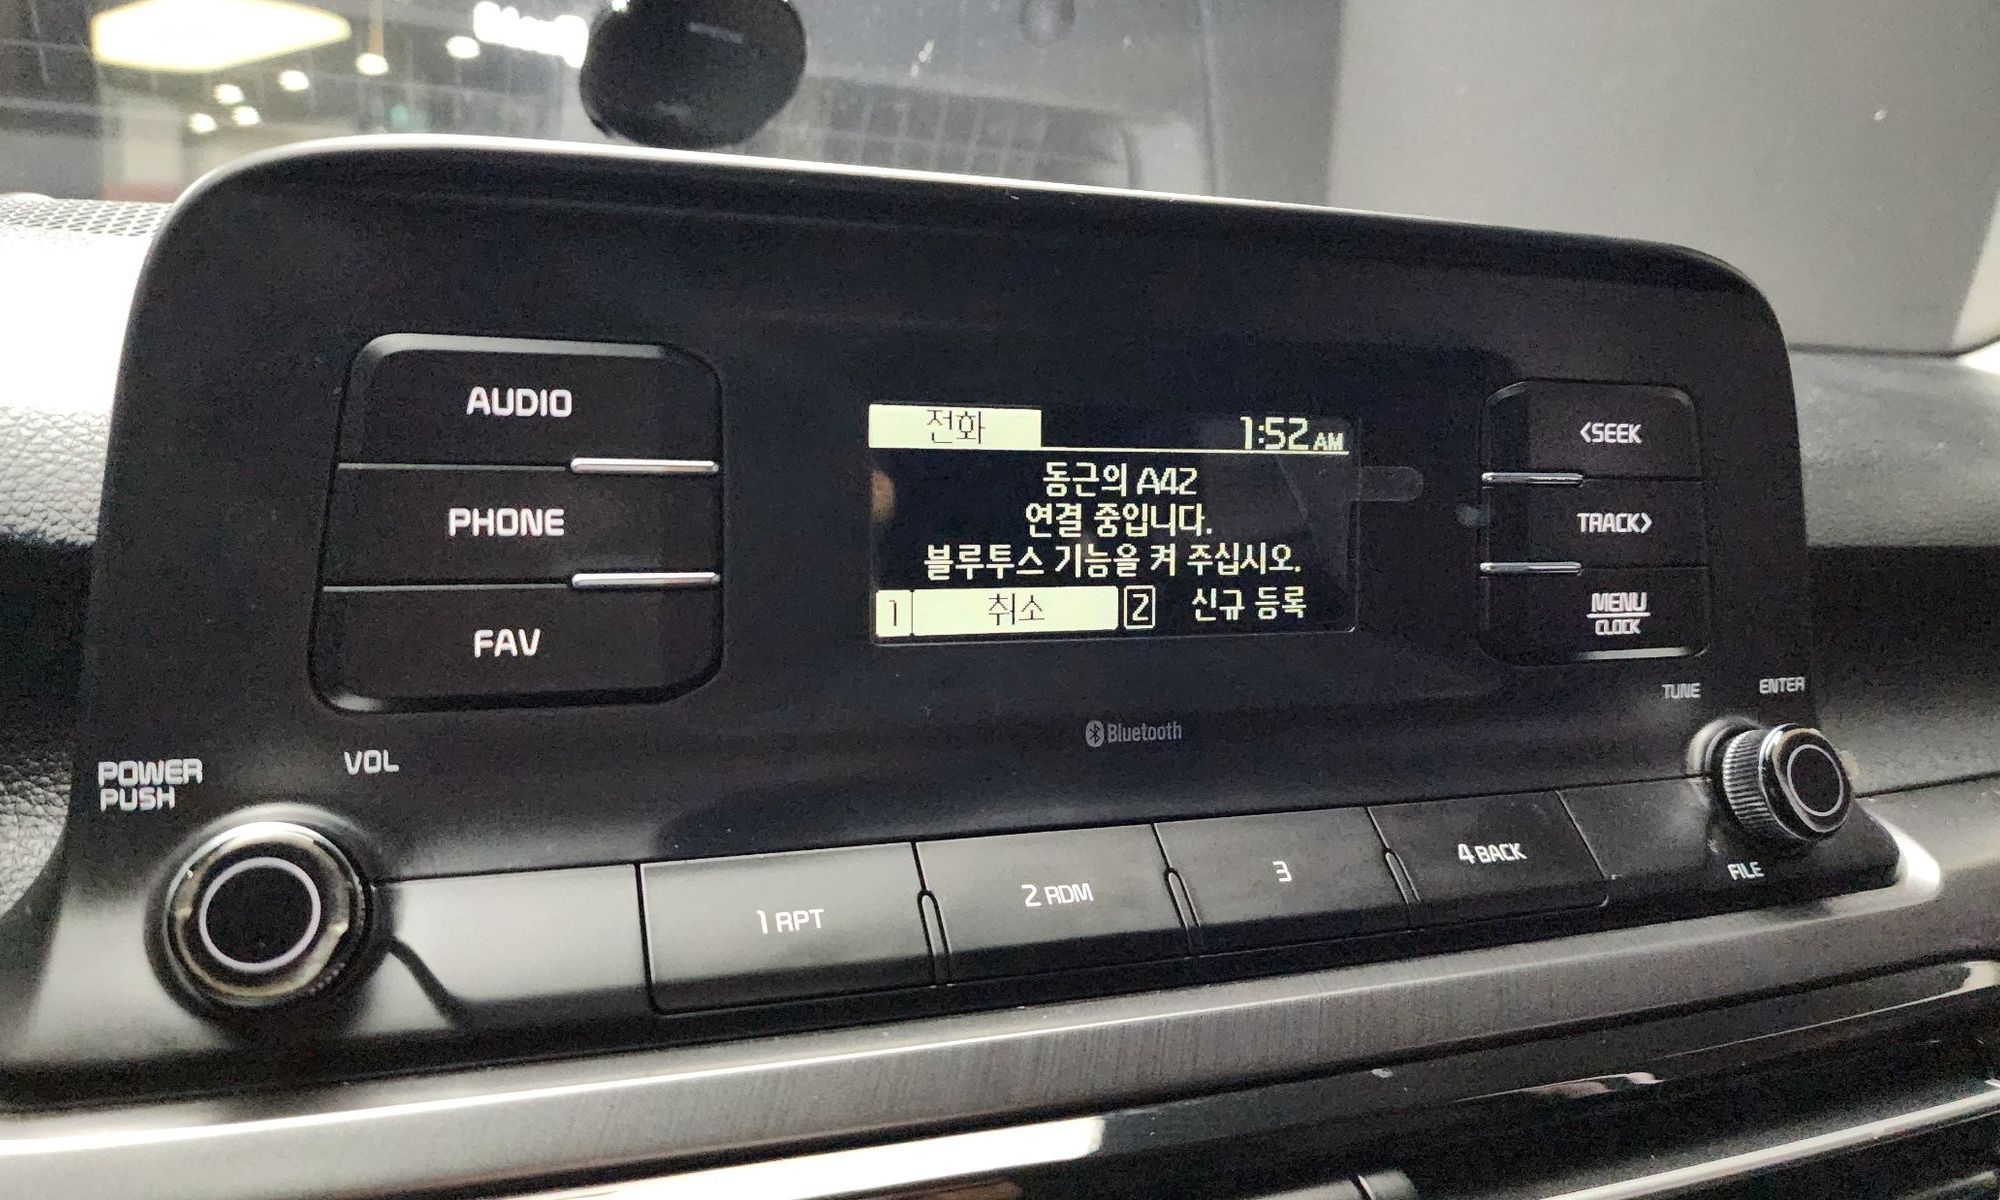 AUDIO
PHONE
FAV
전화 1:52 AM
동근의 A42
연결 중입니다.
블루투스 기능을 켜 주십시오.
1 취소 2 신규 등록
<SEEK
TRACK>
MENU
CLOCK
TUNE
ENTER
Bluetooth
POWER
PUSH
VOL
1 RPT
2 RDM
3
4 BACK
FILE